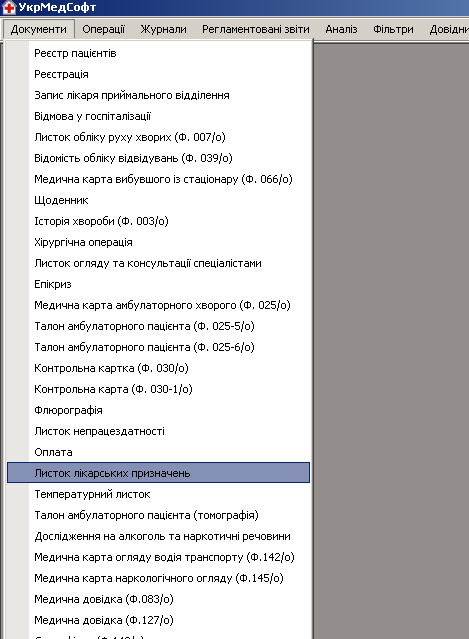 УкрМедСофт
Документи Операції Журнали Регламентовані звіти Аналіз Фільтри
Реєстр пацієнтів
Реєстрація
Запис лікаря приймального відділення
Відмова у госпіталізації
Листок обліку руху хворих (Ф. 007/о)
Відомість обліку відвідувань (Ф. 039/о)
Медична карта вибувшого із стаціонару (Ф. 066/о)
Щоденник
Історія хвороби (Ф. 003/о)
Хірургічна операція
Листок огляду та консультації спеціалістами
Епікриз
Медична карта амбулаторного хворого (Ф. 025/о)
Талон амбулаторного пацієнта (Ф. 025-5/о)
Талон амбулаторного пацієнта (Ф. 025-6/о)
Контрольна картка (Ф. 030/о)
Контрольна карта (Ф. 030-1/о)
Флюрографія
Листок непрацездатності
Оплата
Листок лікарських призначень
Температурний листок
Талон амбулаторного пацієнта (томографія)
Дослідження на алкоголь та наркотичні речовини
Медична карта огляду водія транспорту (Ф.142/о)
Медична карта наркологічного огляду (Ф.145/о)
Медична довідка (Ф.083/о)
Медична довідка (Ф.127/о)